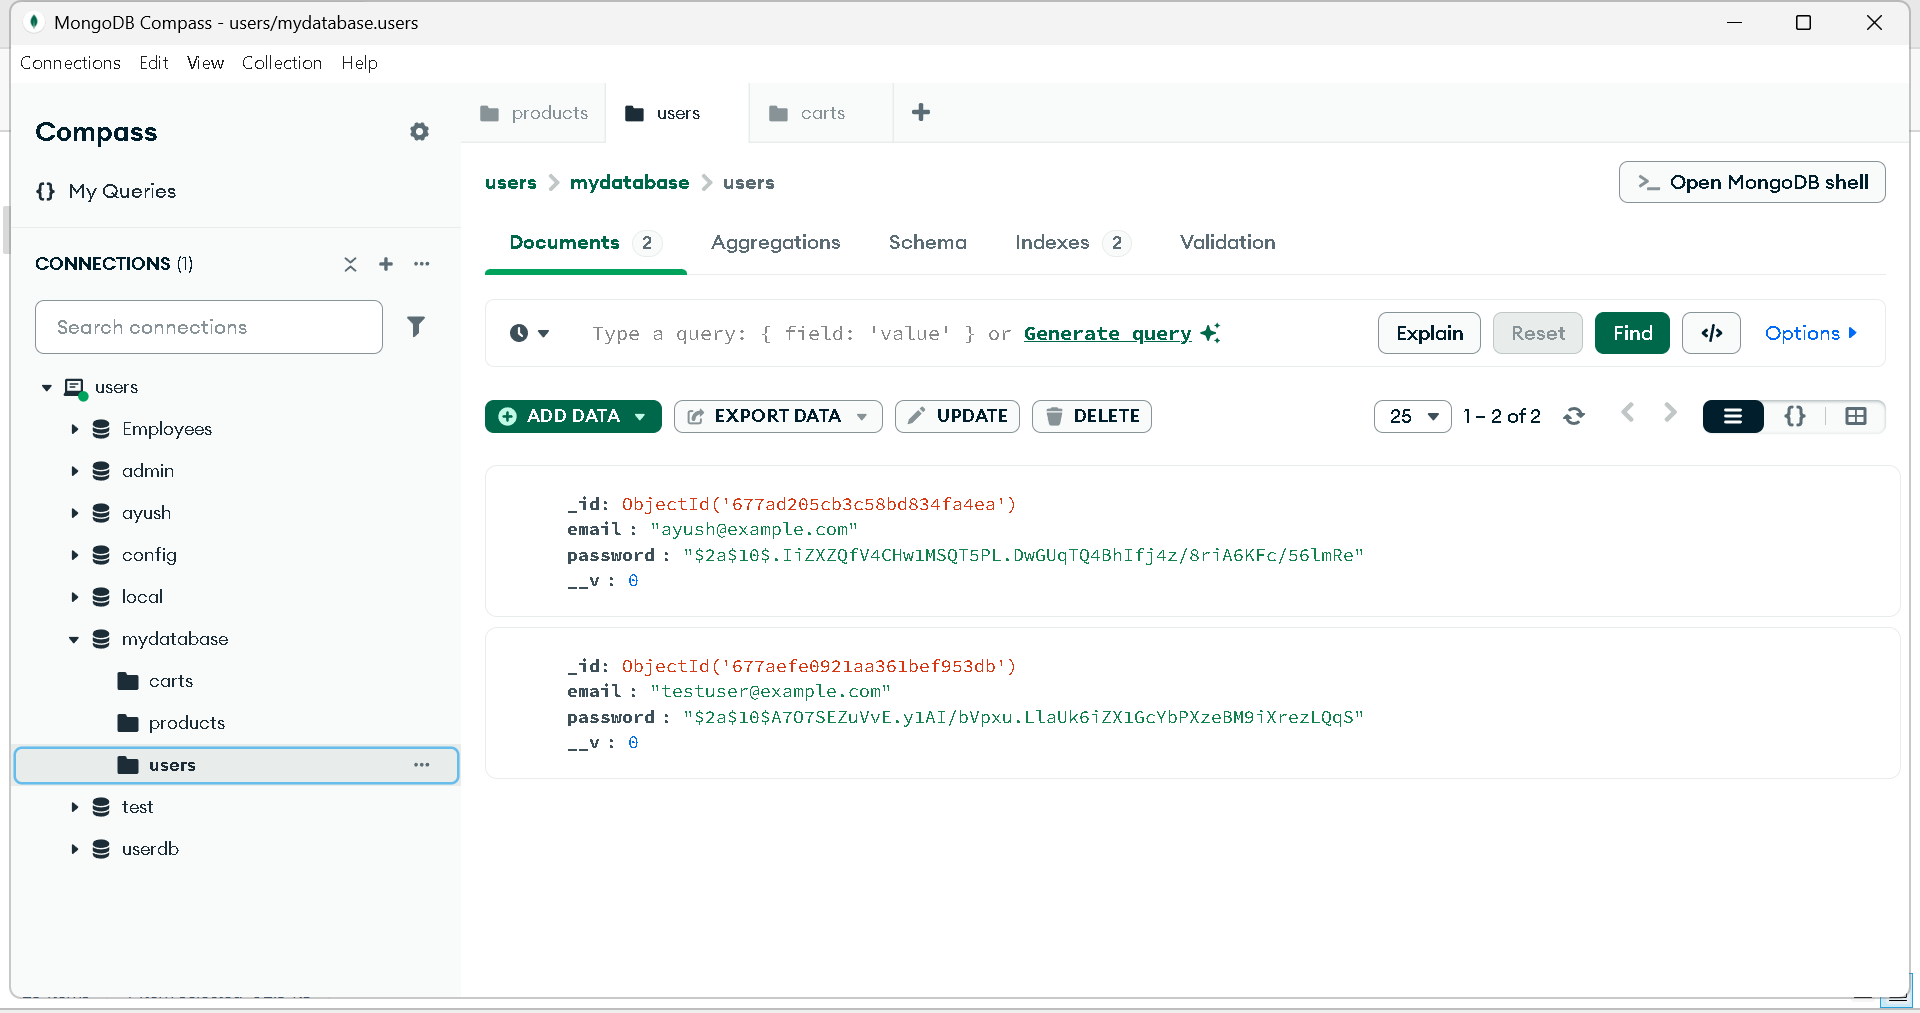 MongoDB Compass - users/mydatabase.users
Connections Edit View Collection Help
Compass
{} My Queries
CONNECTIONS (1)
Search connections
users
Employees
admin
ayush
config
local
mydatabase
carts
products
users
test
userdb
products users carts
users > mydatabase > users
>_ Open MongoDB shell
Documents 2 Aggregations Schema Indexes 2 Validation
Type a query: { field: 'value' } or Generate query
Explain Reset Find </> Options
ADD DATA EXPORT DATA UPDATE DELETE
25 1 – 2 of 2 {}
_id: ObjectId('677ad205cb3c58bd834fa4ea')
email : "ayush@example.com"
password : "$2a$10$.IiZXZQfV4CHw1MSQT5PL.DwGUqTQ4BhIfj4z/8riA6KFc/56lmRe"
__v : 0
_id: ObjectId('677aefe0921aa361bef953db')
email : "testuser@example.com"
password : "$2a$10$A7O7SEZuVvE.y1AI/bVpxu.LlaUk6iZX1GcYbPXzeBM9iXrezLQqS"
__v : 0